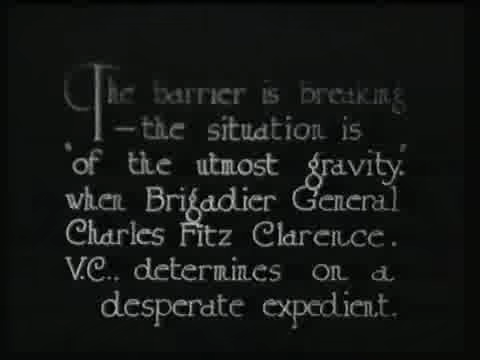 The barrier is breaking
—the situation is
"of the utmost gravity."
when Brigadier General
Charles Fitz Clarence.
V.C., determines on a
desperate expedient.